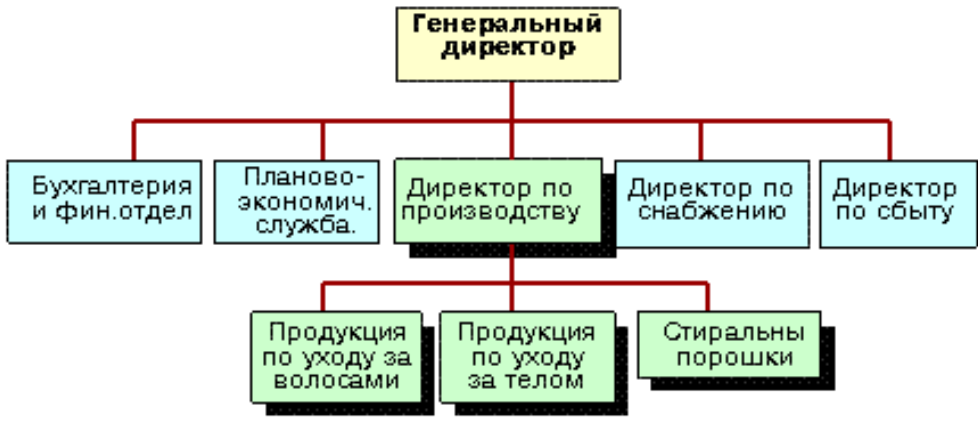 Генеральный
директор
Бухгалтерия
и фин.отдел
Планово-
экономич.
служба.
Директор по
производству
Директор по
снабжению
Директор
по сбыту
Продукция
по уходу за
волосами
Продукция
по уходу
за телом
Стиральны
порошки